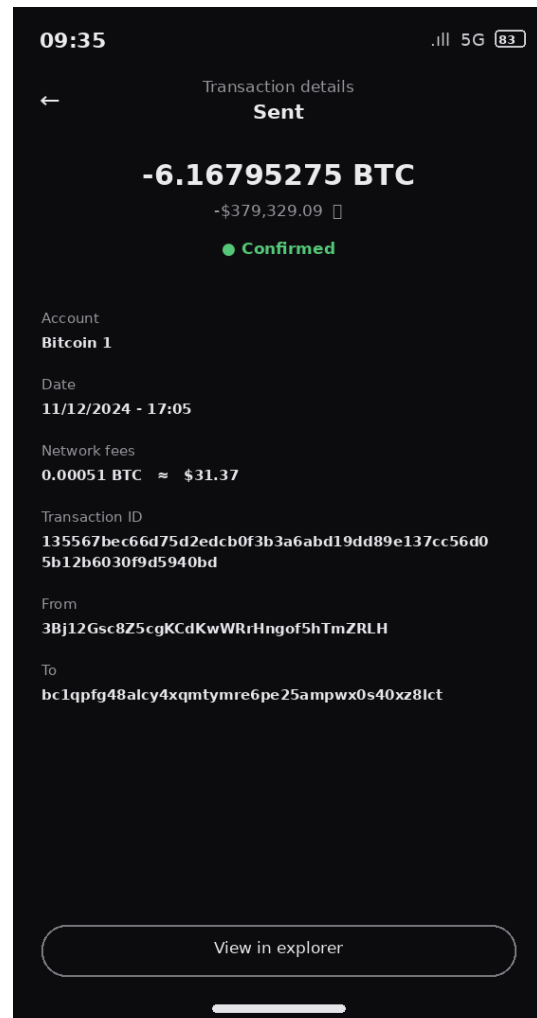 09:35
5G 83
Transaction details
←
Sent
-6.16795275 BTC
-$379,329.09
Confirmed
Account
Bitcoin 1
Date
11/12/2024 - 17:05
Network fees
0.00051 BTC ≈ $31.37
Transaction ID
135567bec66d75d2edcb0f3b3a6abd19dd89e137cc56d0
5b12b6030f9d5940bd
From
3Bj12Gsc8Z5cgKCdKwWRrHngof5hTmZRLH
To
bc1qpfg48alcy4xqmtymre6pe25ampwx0s40xz8lct
View in explorer